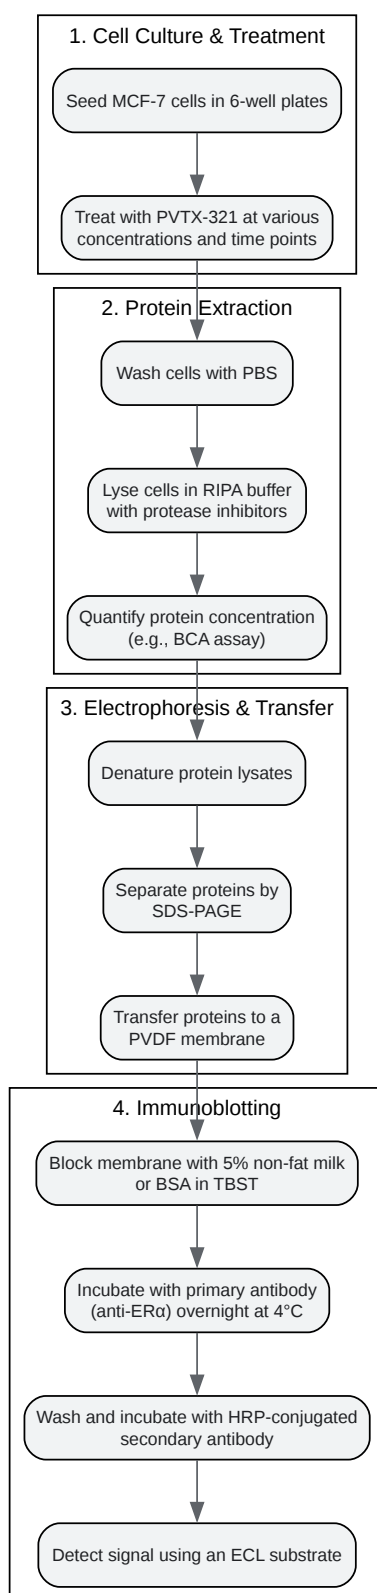 1. Cell Culture & Treatment
Seed MCF-7 cells in 6-well plates
Treat with PVTX-321 at various
concentrations and time points
2. Protein Extraction
Wash cells with PBS
Lyse cells in RIPA buffer
with protease inhibitors
Quantify protein concentration
(e.g., BCA assay)
3. Electrophoresis & Transfer
Denature protein lysates
Separate proteins by
SDS-PAGE
Transfer proteins to a
PVDF membrane
4. Immunoblotting
Block membrane with 5% non-fat milk
or BSA in TBST
Incubate with primary antibody
(anti-ERα) overnight at 4°C
Wash and incubate with HRP-conjugated
secondary antibody
Detect signal using an ECL substrate